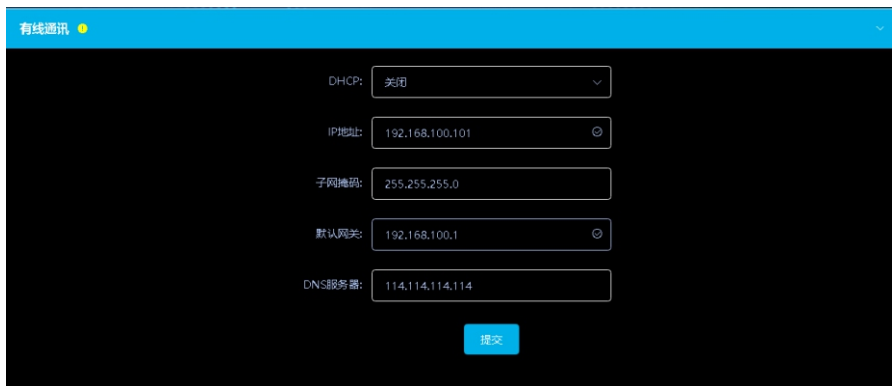 有线通讯
DHCP: 关闭
IP地址: 192.168.100.101
子网掩码: 255.255.255.0
默认网关: 192.168.100.1
DNS服务器: 114.114.114.114
提交